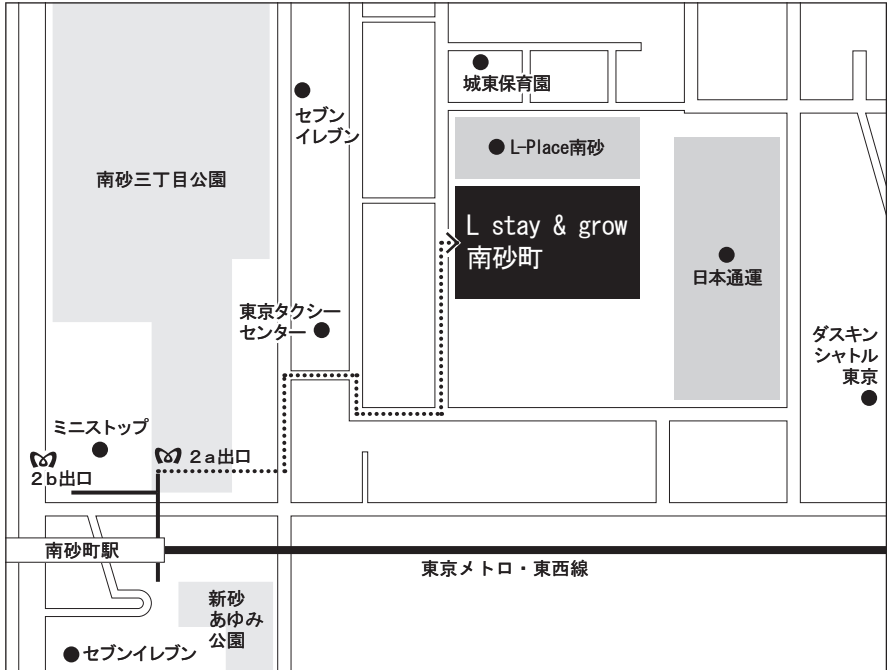 城東保育園
セブン
イレブン
L-Place南砂
南砂三丁目公園
L stay & grow
南砂町
日本通運
東京タクシー
センター
ダスキン
シャトル
東京
ミニストップ
2a出口
2b出口
南砂町駅
東京メトロ・東西線
新砂
あゆみ
公園
セブンイレブン